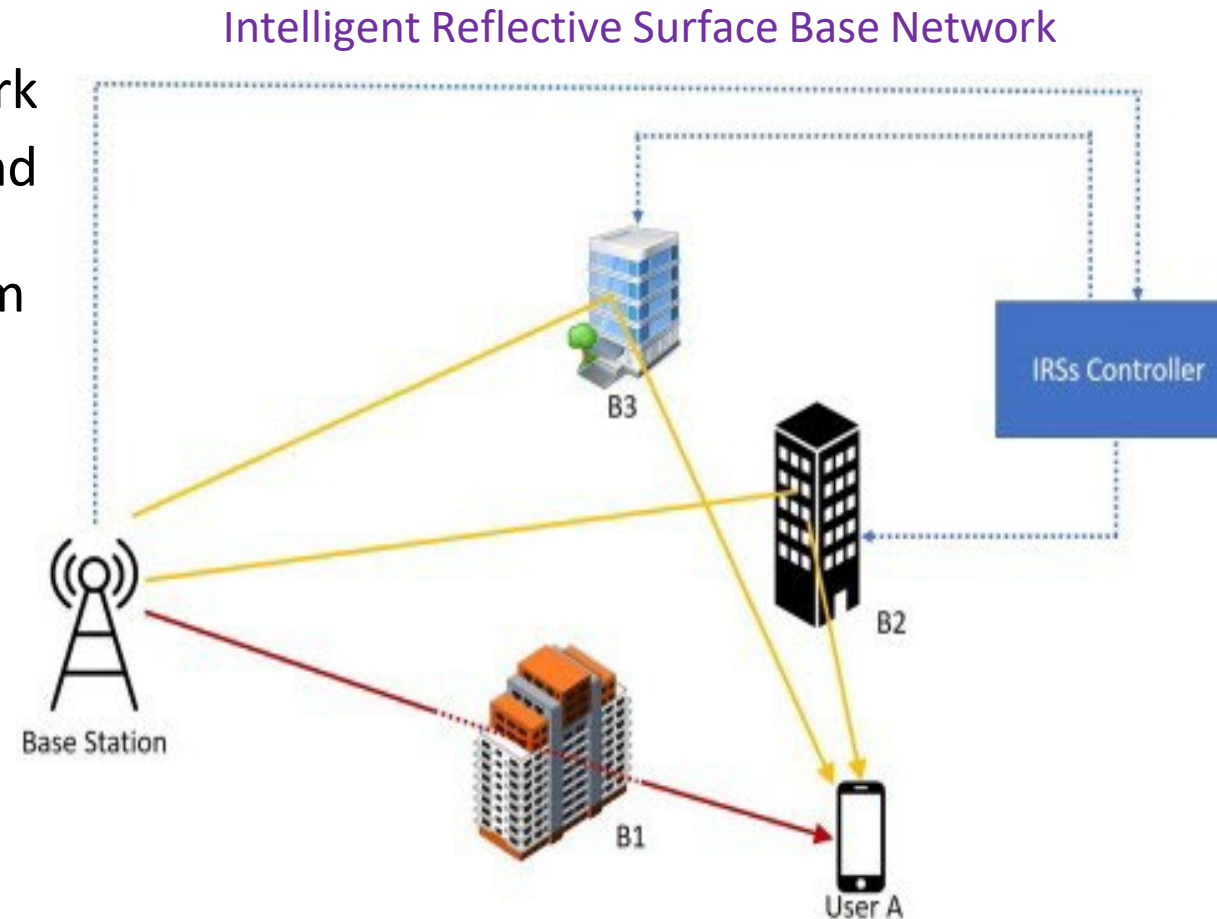 Intelligent Reflective Surface Base Network
rk
nd
m
IRSs Controller
B3
B2
Base Station
B1
User A